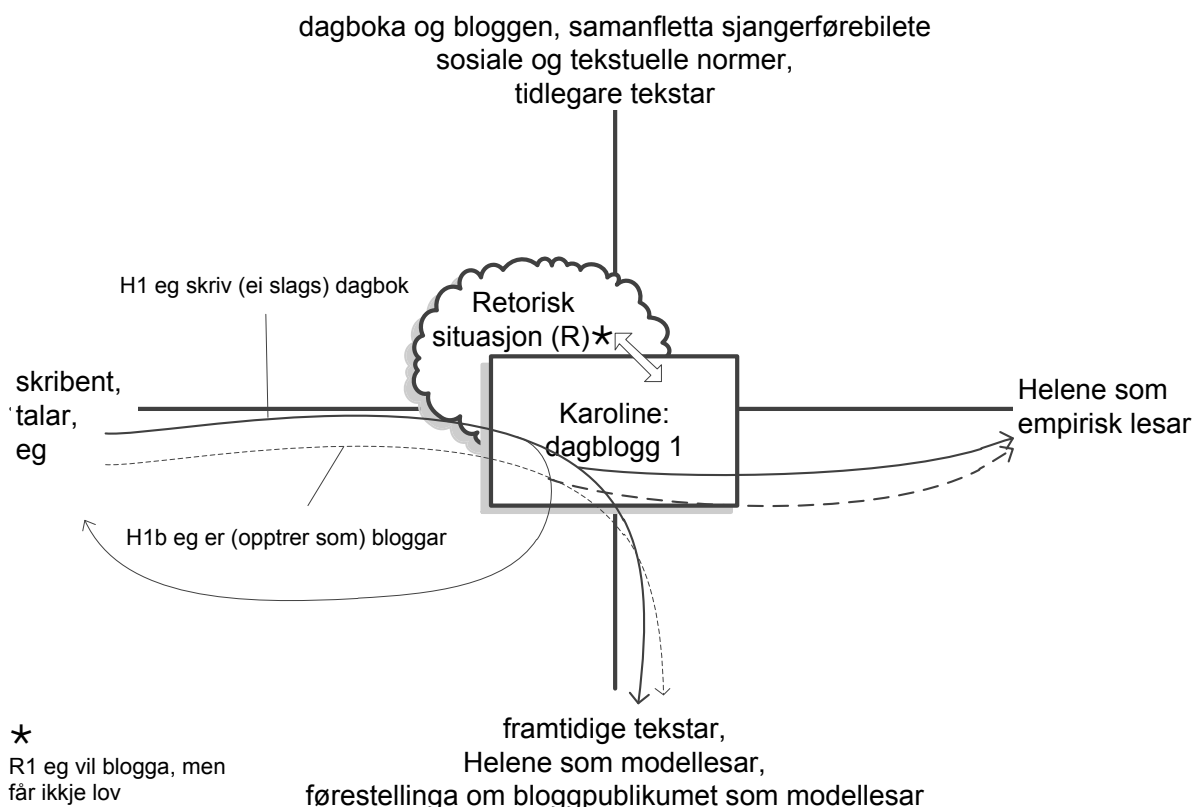 dagboka og bloggen, samanfletta sjangerførebilete
sosiale og tekstuelle normer,
tidlegare tekstar
H1 eg skriv (ei slags) dagbok
Retorisk
situasjon (R)*
skribent,
talar,
eg
Karoline:
dagblogg 1
Helene som
empirisk lesar
H1b eg er (opptrer som) bloggar
*
R1 eg vil blogga, men
får ikkje lov
framtidige tekstar,
Helene som modellesar,
førestellinga om bloggpublikumet som modellesar